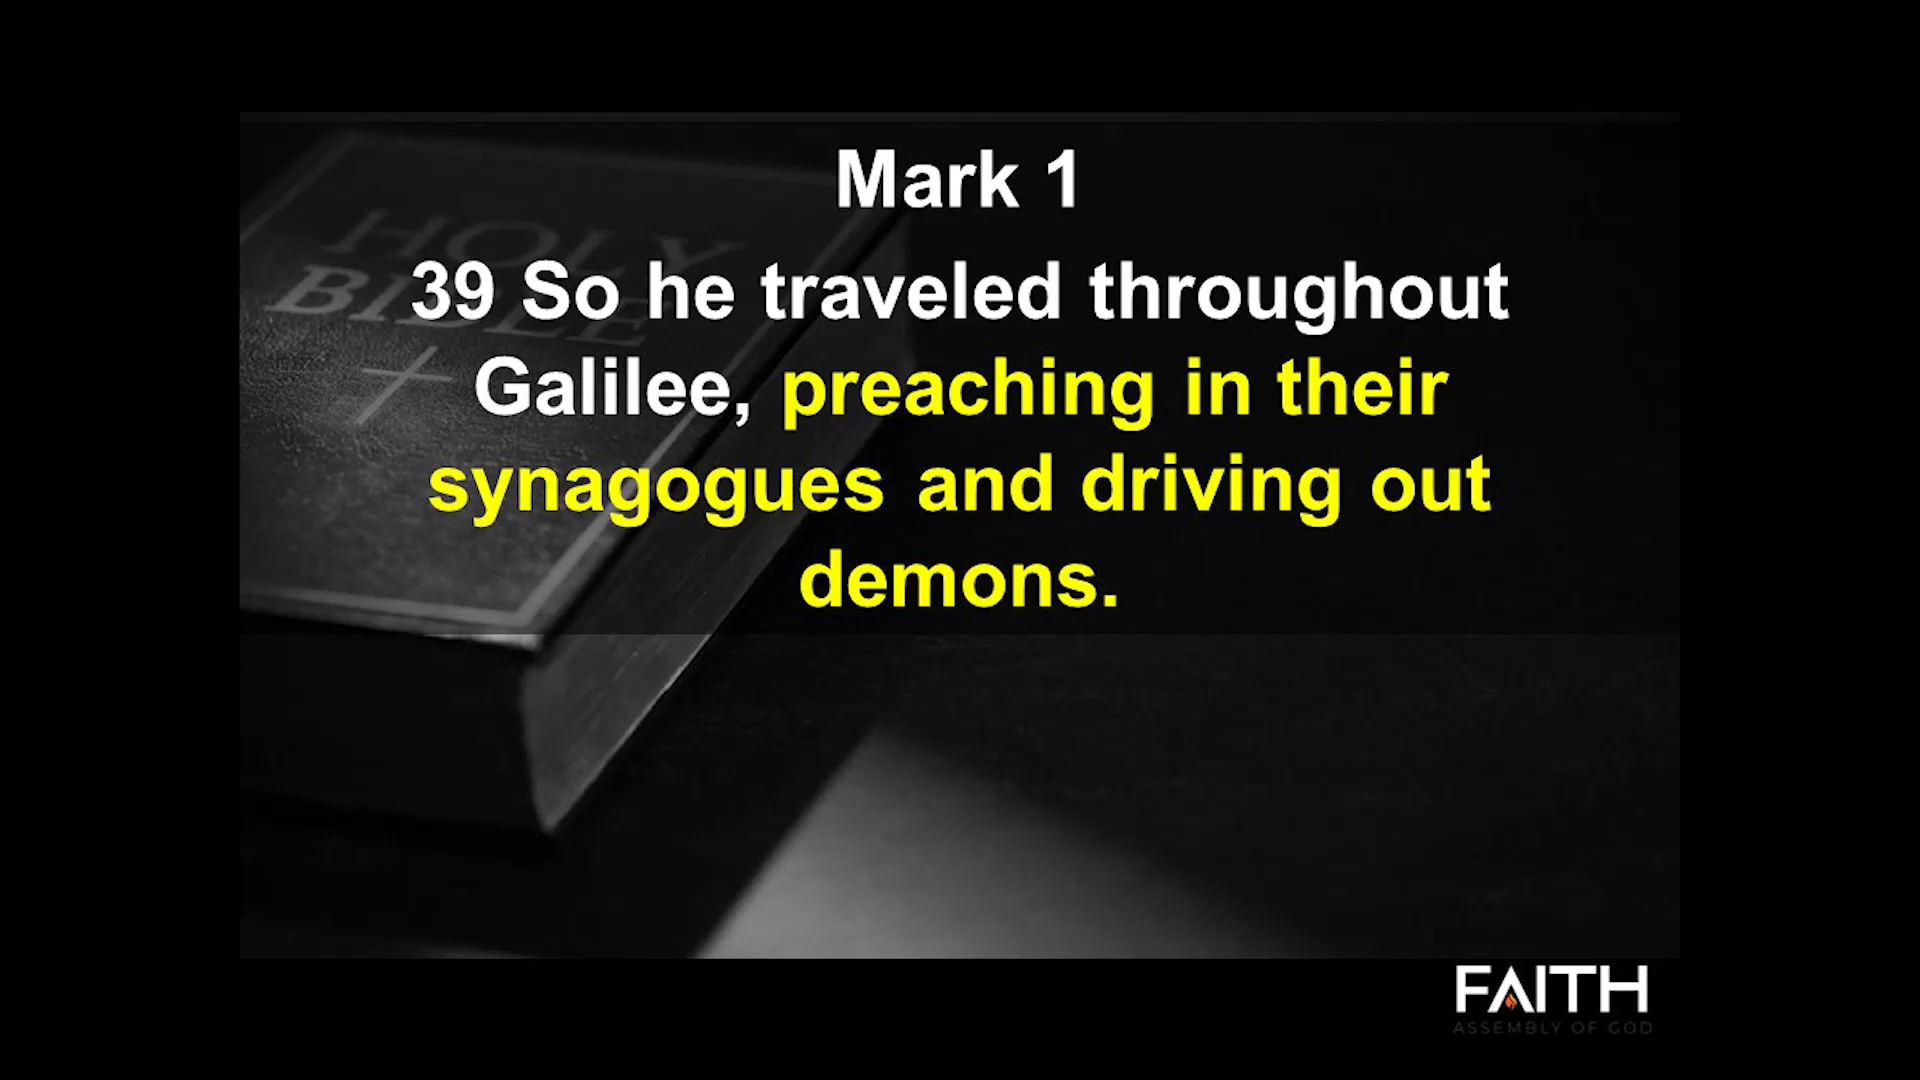 Mark 1
39 So he traveled throughout
Galilee, preaching in their
synagogues and driving out
demons.
HOLY
BIBLE
FAITH
ASSEMBLY OF GOD